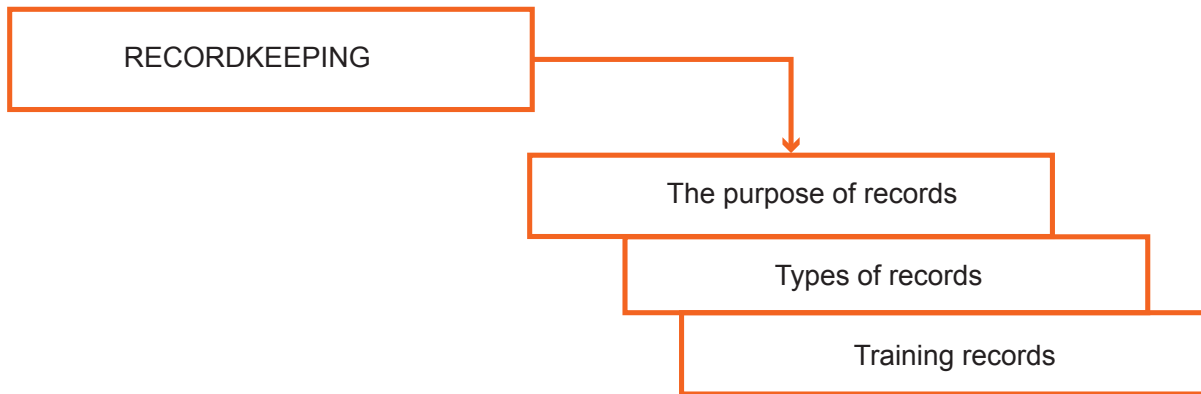 RECORDKEEPING
The purpose of records
Types of records
Training records